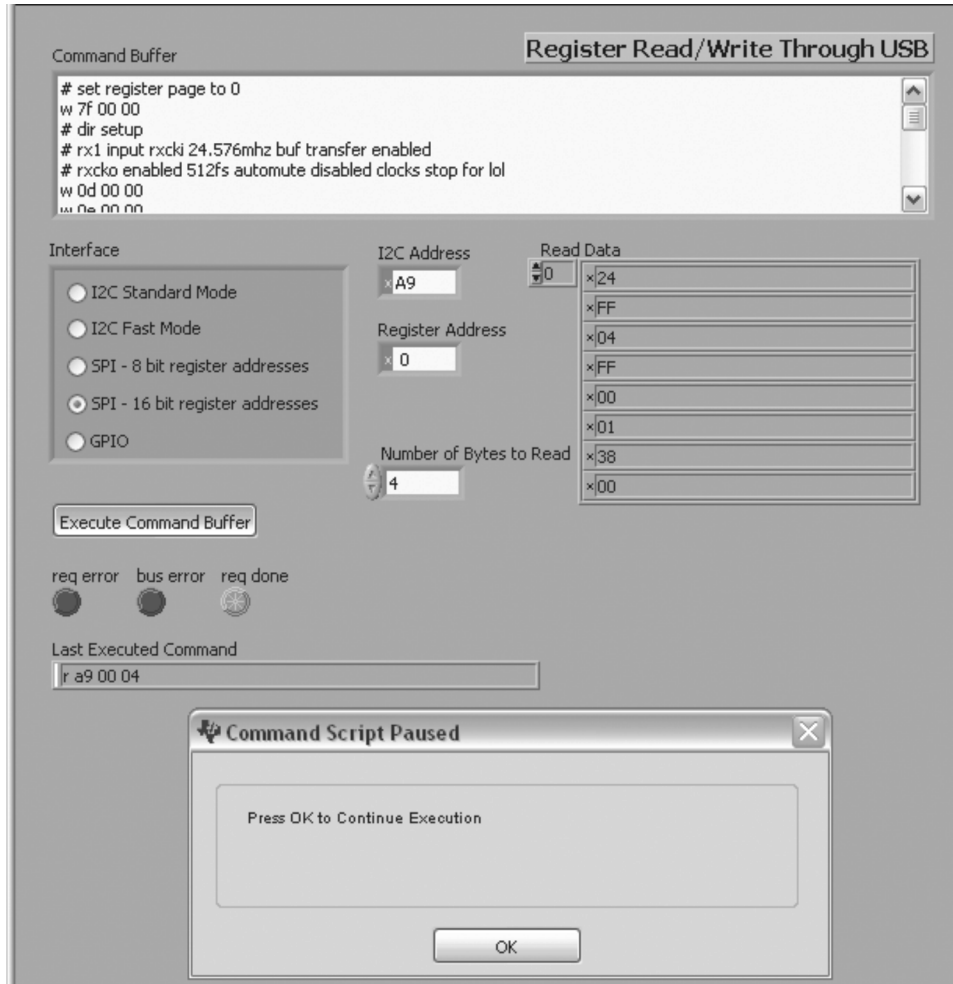 Register Read/Write Through USB
Command Buffer
# set register page to 0
w 7f 00 00
# dir setup
# rx1 input rxcki 24.576mhz buf transfer enabled
# rxcko enabled 512fs automute disabled clocks stop for lol
w 0d 00 00
w 0e 00 00
Interface
I2C Standard Mode
I2C Fast Mode
SPI - 8 bit register addresses
SPI - 16 bit register addresses
GPIO
I2C Address
x A9
Register Address
x 0
Number of Bytes to Read
4
Read Data
0
x 24
x FF
x 04
x FF
x 00
x 01
x 38
x 00
Execute Command Buffer
req error bus error req done
Last Executed Command
r a9 00 04
Command Script Paused
Press OK to Continue Execution
OK